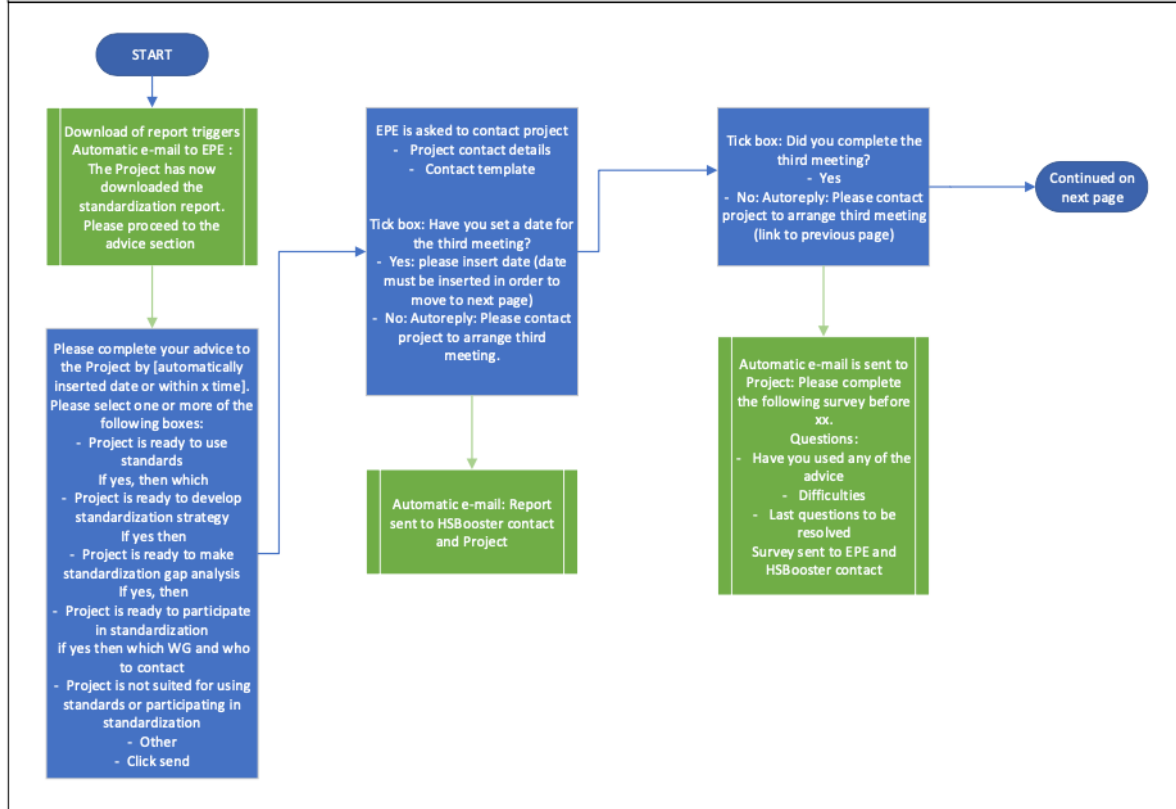 START
Download of report triggers
Automatic e-mail to EPE :
The Project has now
downloaded the
standardization report.
Please proceed to the
advice section
Please complete your advice to
the Project by [automatically
inserted date or within x time].
Please select one or more of the
following boxes:
- Project is ready to use
standards
If yes, then which
- Project is ready to develop
standardization strategy
If yes then
- Project is ready to make
standardization gap analysis
If yes, then
- Project is ready to participate
in standardization
if yes then which WG and who
to contact
- Project is not suited for using
standards or participating in
standardization
- Other
- Click send
EPE is asked to contact project
- Project contact details
- Contact template
Tick box: Have you set a date for
the third meeting?
- Yes: please insert date (date
must be inserted in order to
move to next page)
- No: Autoreply: Please contact
project to arrange third
meeting.
Automatic e-mail: Report
sent to HSBooster contact
and Project
Tick box: Did you complete the
third meeting?
- Yes
- No: Autoreply: Please contact
project to arrange third meeting
(link to previous page)
Automatic e-mail is sent to
Project: Please complete
the following survey before
xx.
Questions:
- Have you used any of the
advice
- Difficulties
- Last questions to be
resolved
Survey sent to EPE and
HSBooster contact
Continued on
next page